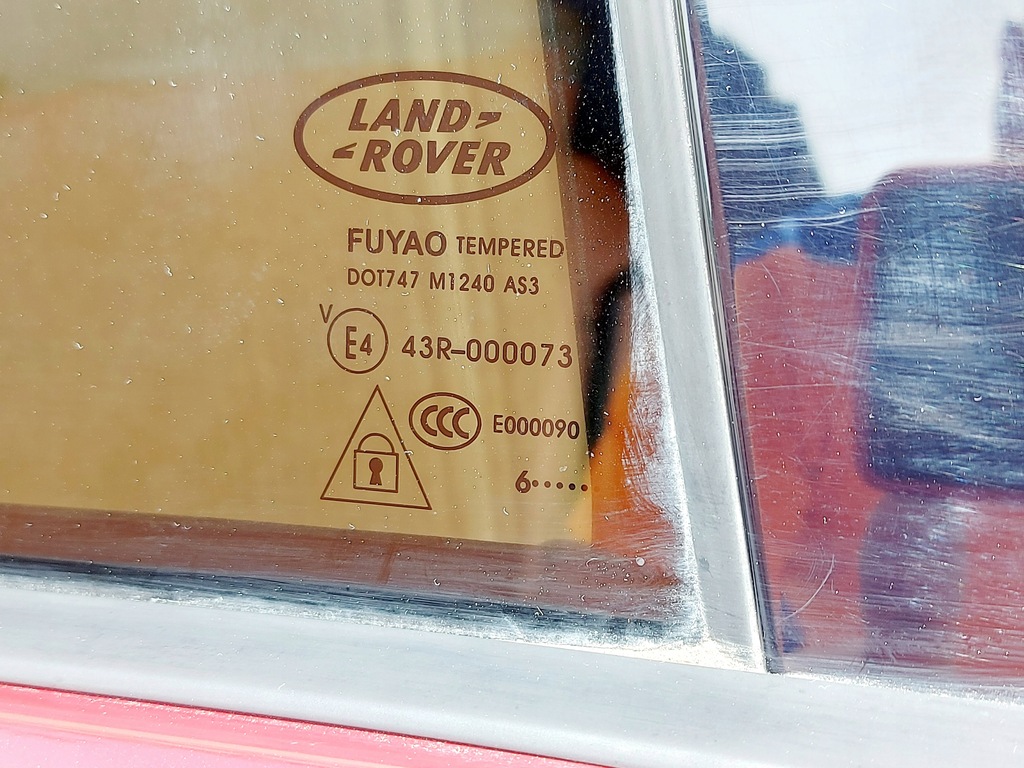 LAND
ROVER
FUYAO TEMPERED
DOT747 M1240 AS3
V
E4 43R-000073
CCC E000090
6·····